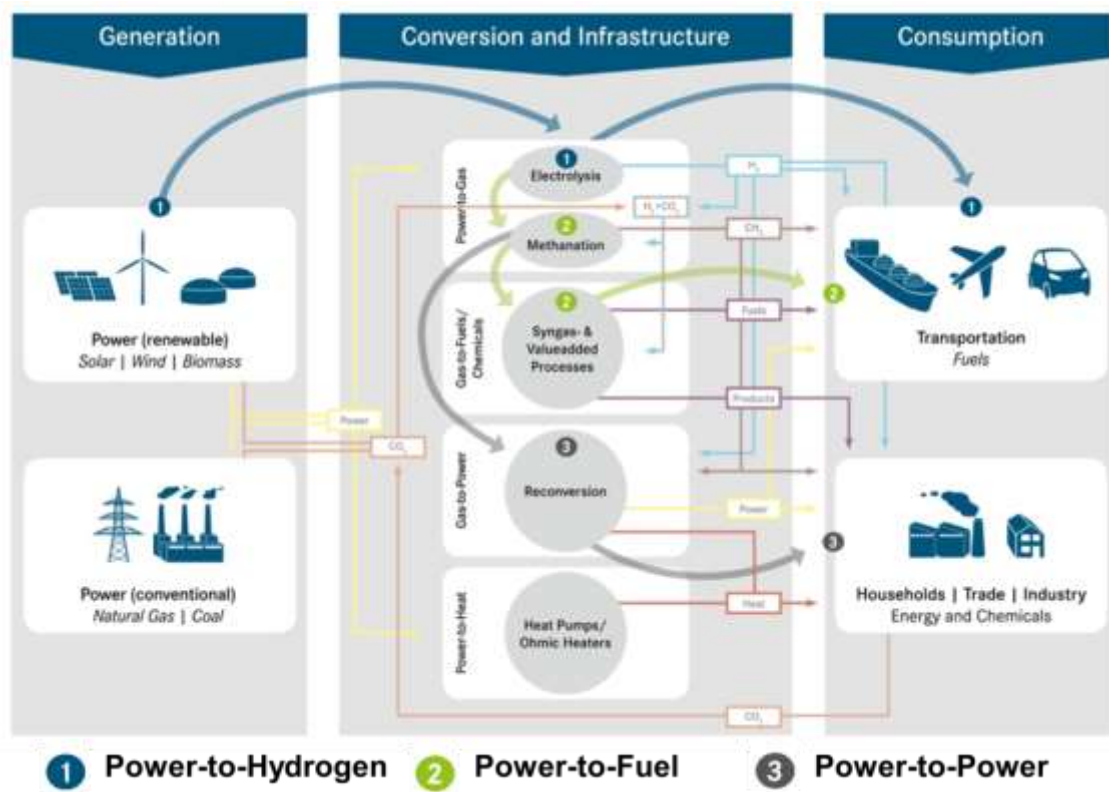 Generation
Conversion and Infrastructure
Consumption
1
Power (renewable)
Solar | Wind | Biomass
Power (conventional)
Natural Gas | Coal
Power
CO₂
Power-to-Gas
1
Electrolysis
2
Methanation
Gas-to-Fuels/
Chemicals
2
Syngas- &
Valueadded
Processes
Gas-to-Power
3
Reconversion
Power-to-Heat
Heat Pumps/
Ohmic Heaters
H₂
H₂+CO₂
CH₄
Fuels
Products
Power
Heat
CO₂
1
2
Transportation
Fuels
3
Households | Trade | Industry
Energy and Chemicals
1 Power-to-Hydrogen 2 Power-to-Fuel 3 Power-to-Power